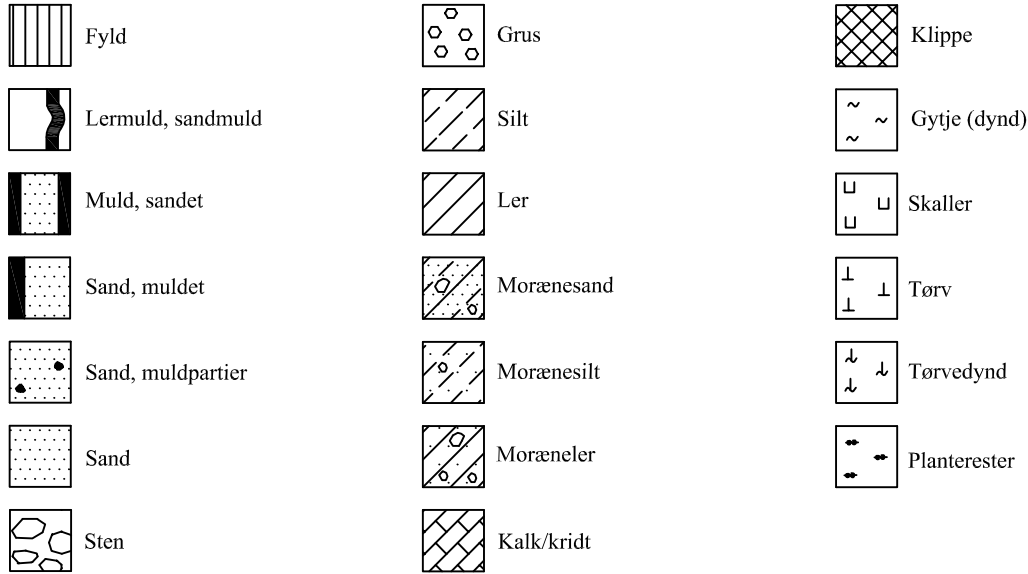 Fyld
Lermuld, sandmuld
Muld, sandet
Sand, muldet
Sand, muldpartier
Sand
Sten
Grus
Silt
Ler
Morænesand
Morænesilt
Moræneler
Kalk/kridt
Klippe
Gytje (dynd)
Skaller
Tørv
Tørvedynd
Planterester